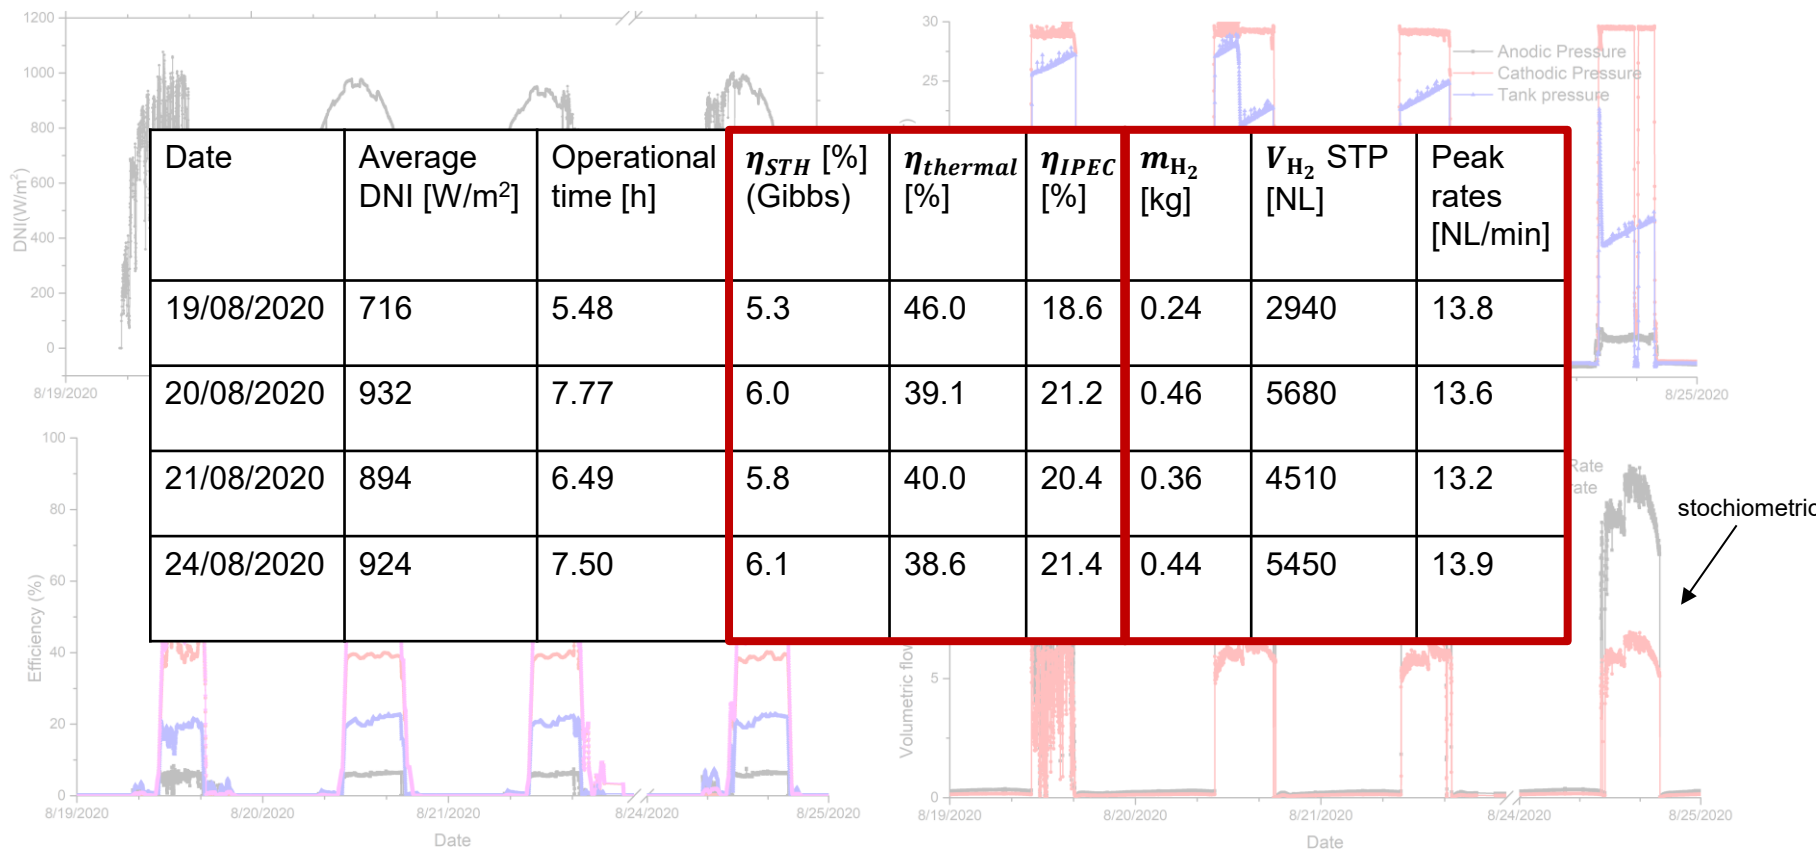 1200
1000
800
600
400
200
0
DNI(W/m²)
8/19/2020
30
25
Anodic Pressure
Cathodic Pressure
Tank pressure
8/25/2020
Date
Average DNI [W/m²]
Operational time [h]
η_STH [%] (Gibbs)
η_thermal [%]
η_IPEC [%]
m_H₂ [kg]
V_H₂ STP [NL]
Peak rates [NL/min]
19/08/2020 716 5.48 5.3 46.0 18.6 0.24 2940 13.8
20/08/2020 932 7.77 6.0 39.1 21.2 0.46 5680 13.6
21/08/2020 894 6.49 5.8 40.0 20.4 0.36 4510 13.2
24/08/2020 924 7.50 6.1 38.6 21.4 0.44 5450 13.9
100
80
60
40
20
0
Efficiency (%)
8/19/2020 8/20/2020 8/21/2020 8/24/2020 8/25/2020
Date
Rate
rate
stochiometric
5
0
Volumetric flow
8/19/2020 8/20/2020 8/21/2020 8/24/2020 8/25/2020
Date